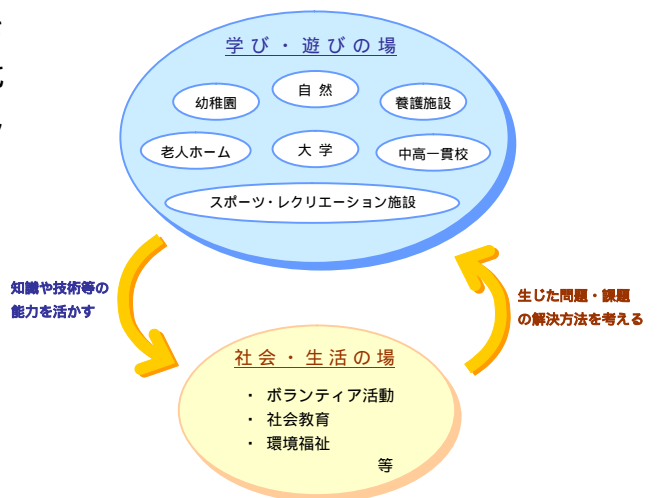 学び・遊びの場
自然
幼稚園
養護施設
老人ホーム
大学
中高一貫校
スポーツ・レクリエーション施設
知識や技術等の
能力を活かす
生じた問題・課題
の解決方法を考える
社会・生活の場
・ ボランティア活動
・ 社会教育
・ 環境福祉
等